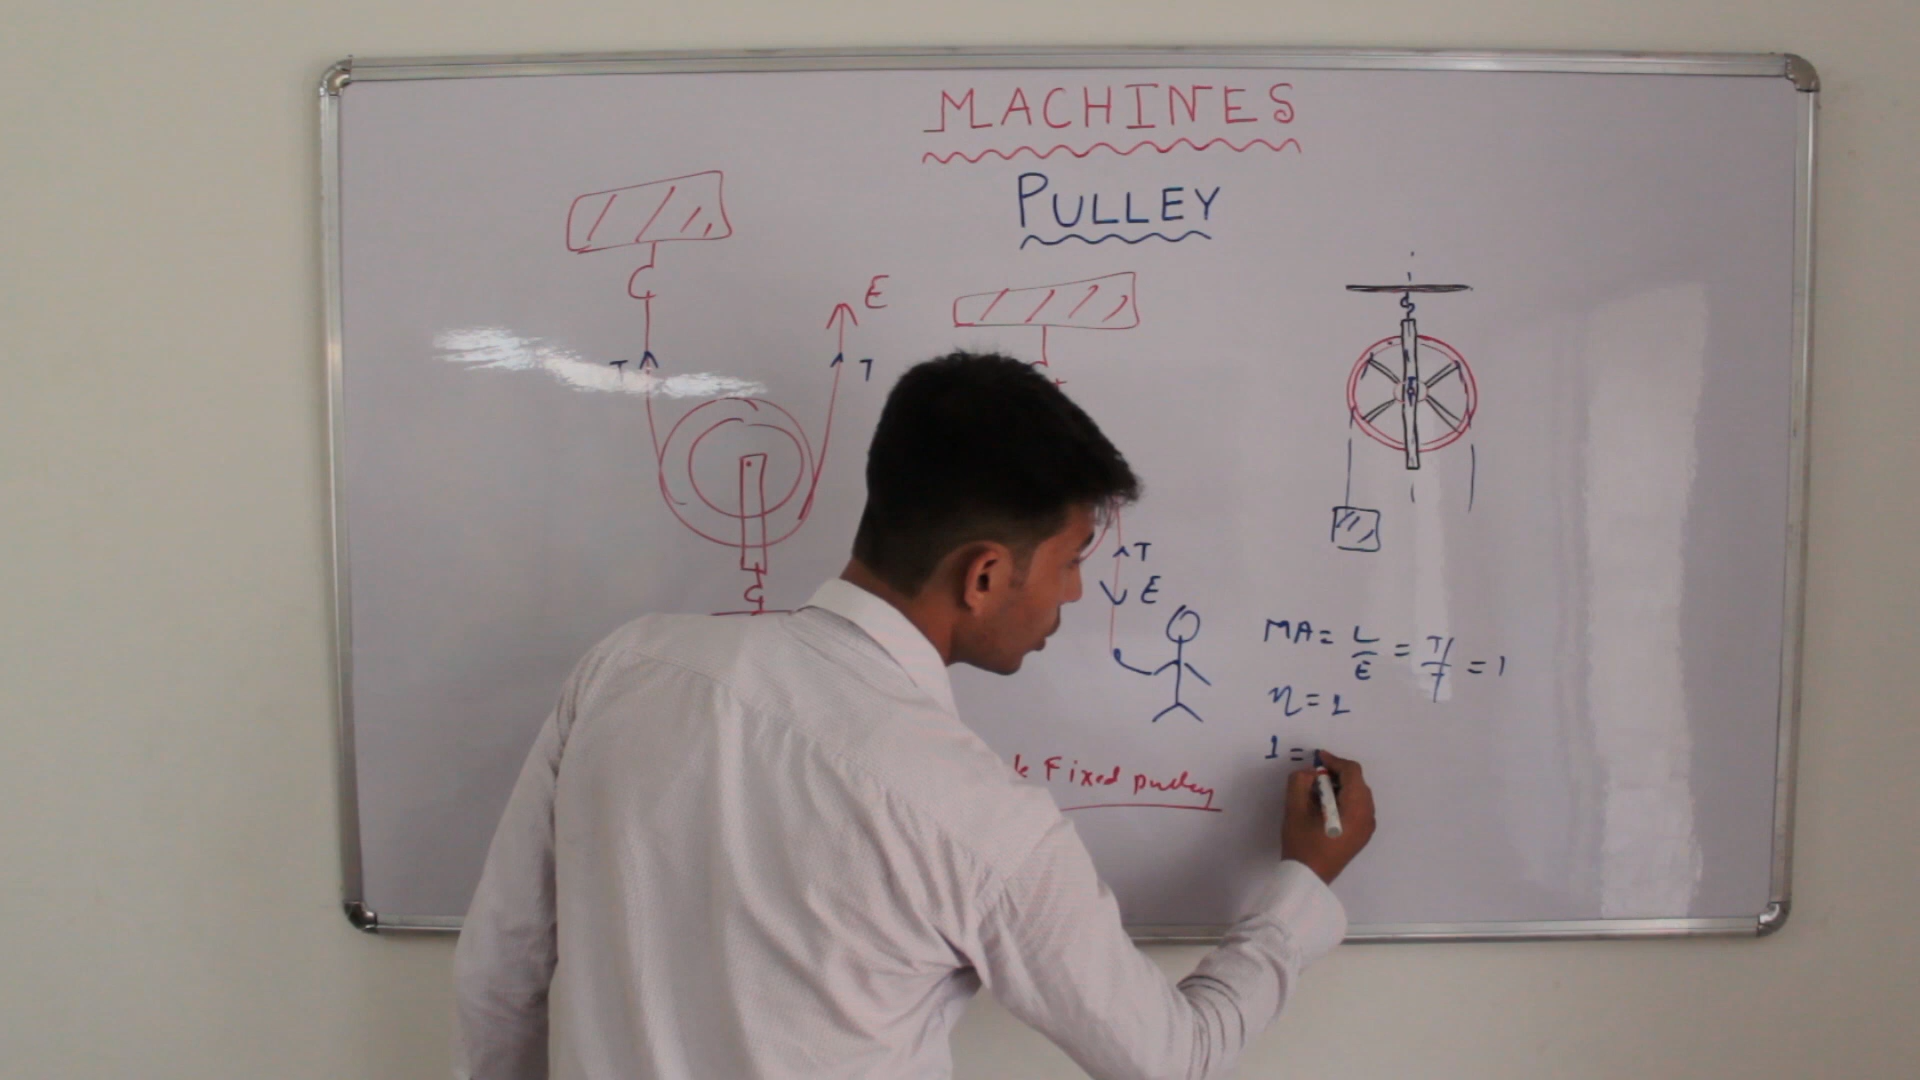 MACHINES
PULLEY
E
T
T
T
E
MA = L/E = T/T = 1
η = 1
1 =
Fixed pulley